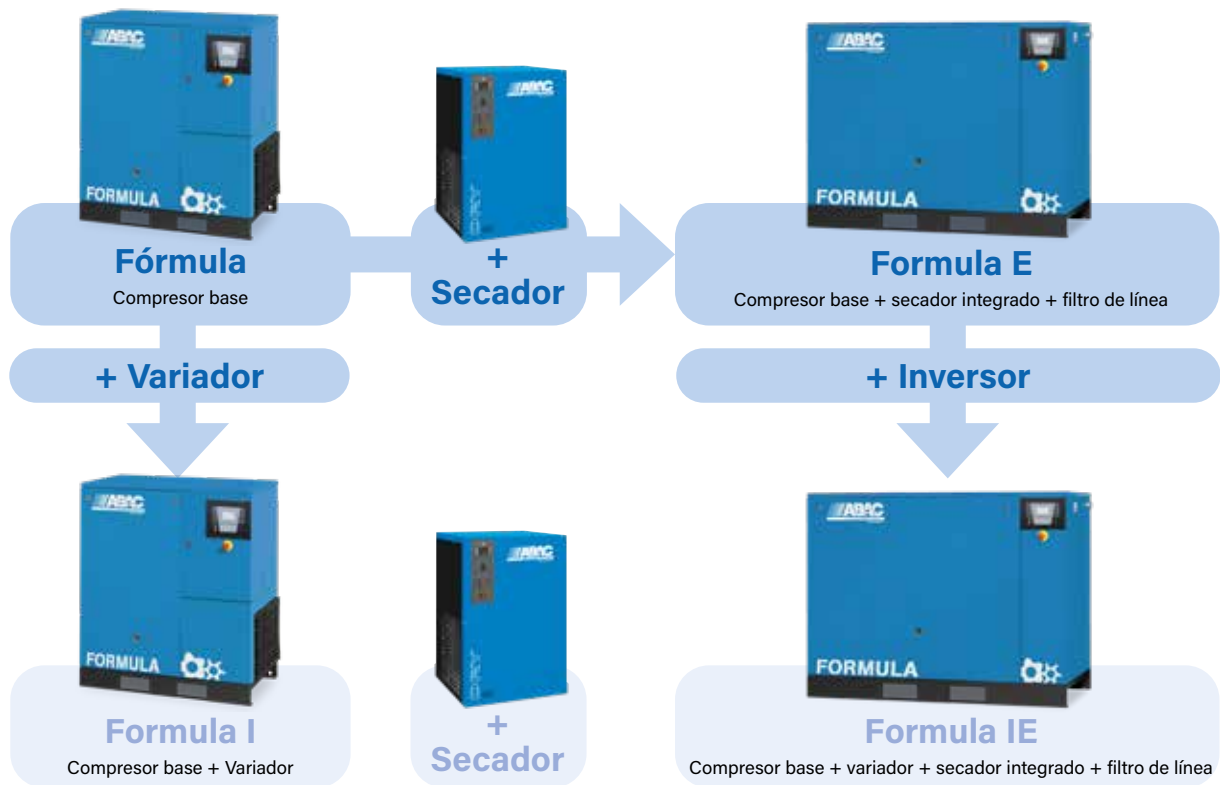 ABAC
ABAC
ABAC
FORMULA
DRY
FORMULA
Fórmula
Compresor base
+
Secador
Formula E
Compresor base + secador integrado + filtro de línea
+ Variador
+ Inversor
ABAC
ABAC
ABAC
FORMULA
DRY
FORMULA
Formula I
Compresor base + Variador
+
Secador
Formula IE
Compresor base + variador + secador integrado + filtro de línea